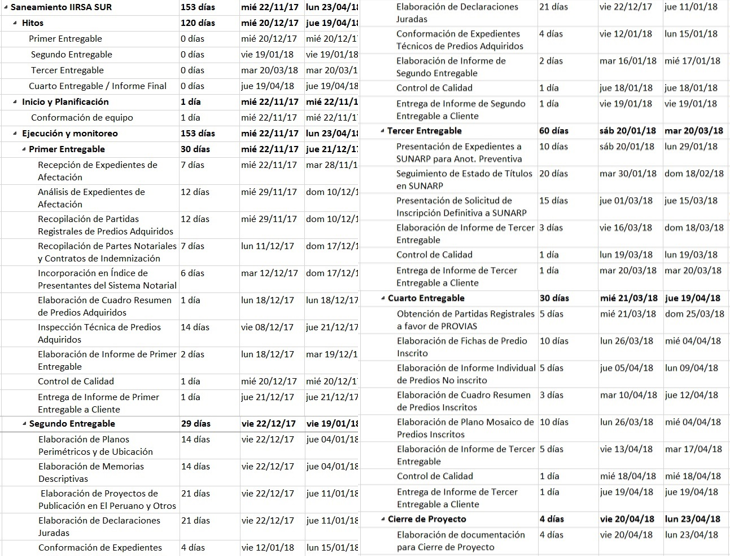 Saneamiento IIRSA SUR 153 días mié 22/11/17 lun 23/04/18
Hitos 120 días mié 20/12/17 jue 19/04/18
Primer Entregable 0 días mié 20/12/17 mié 20/12/1
Segundo Entregable 0 días vie 19/01/18 vie 19/01/18
Tercer Entregable 0 días mar 20/03/18 mar 20/03/1
Cuarto Entregable / Informe Final 0 días jue 19/04/18 jue 19/04/18
Inicio y Planificación 1 día mié 22/11/17 mié 22/11/1
Conformación de equipo 1 día mié 22/11/17 mié 22/11/1
Ejecución y monitoreo 153 días mié 22/11/17 lun 23/04/18
Primer Entregable 30 días mié 22/11/17 jue 21/12/1
Recepción de Expedientes de
Afectación 7 días mié 22/11/17 mar 28/11/1
Análisis de Expedientes de
Afectación 12 días mié 29/11/17 dom 10/12/1
Recopilación de Partidas
Registrales de Predios Adquiridos 12 días mié 29/11/17 dom 10/12/1
Recopilación de Partes Notariales
y Contratos de Indemnización 7 días lun 11/12/17 dom 17/12/1
Incorporación en Índice de
Presentantes del Sistema Notarial 6 días mar 12/12/17 dom 17/12/1
Elaboración de Cuadro Resumen
de Predios Adquiridos 1 día lun 18/12/17 lun 18/12/1
Inspección Técnica de Predios
Adquiridos 14 días vie 08/12/17 jue 21/12/1
Elaboración de Informe de Primer
Entregable 2 días lun 18/12/17 mar 19/12/1
Control de Calidad 1 día mié 20/12/17 mié 20/12/1
Entrega de Informe de Primer
Entregable a Cliente 1 día jue 21/12/17 jue 21/12/1
Segundo Entregable 29 días vie 22/12/17 vie 19/01/18
Elaboración de Planos
Perimétricos y de Ubicación 14 días vie 22/12/17 jue 04/01/18
Elaboración de Memorias
Descriptivas 14 días vie 22/12/17 jue 04/01/18
Elaboración de Proyectos de
Publicación en El Peruano y Otros 21 días vie 22/12/17 jue 11/01/18
Elaboración de Declaraciones
Juradas 21 días vie 22/12/17 jue 11/01/18
Conformación de Expedientes 4 días vie 12/01/18 lun 15/01/18
Elaboración de Declaraciones
Juradas 21 días vie 22/12/17 jue 11/01/18
Conformación de Expedientes
Técnicos de Predios Adquiridos 4 días vie 12/01/18 lun 15/01/18
Elaboración de Informe de
Segundo Entregable 2 días mar 16/01/18 mié 17/01/18
Control de Calidad 1 día jue 18/01/18 jue 18/01/18
Entrega de Informe de Segundo
Entregable a Cliente 1 día vie 19/01/18 vie 19/01/18
Tercer Entregable 60 días sáb 20/01/18 mar 20/03/18
Presentación de Expedientes a
SUNARP para Anot. Preventiva 10 días sáb 20/01/18 lun 29/01/18
Seguimiento de Estado de Títulos
en SUNARP 20 días mar 30/01/18 dom 18/02/18
Presentación de Solicitud de
Inscripción Definitiva a SUNARP 15 días jue 01/03/18 jue 15/03/18
Elaboración de Informe de Tercer
Entregable 3 días vie 16/03/18 dom 18/03/18
Control de Calidad 1 día lun 19/03/18 lun 19/03/18
Entrega de Informe de Tercer
Entregable a Cliente 1 día mar 20/03/18 mar 20/03/18
Cuarto Entregable 30 días mié 21/03/18 jue 19/04/18
Obtención de Partidas Registrales
a favor de PROVIAS 5 días mié 21/03/18 dom 25/03/18
Elaboración de Fichas de Predio
Inscrito 10 días lun 26/03/18 mié 04/04/18
Elaboración de Informe Individual
de Predios No inscrito 5 días jue 05/04/18 lun 09/04/18
Elaboración de Cuadro Resumen
de Predios Inscritos 3 días mar 10/04/18 jue 12/04/18
Elaboración de Plano Mosaico de
Predios Inscritos 10 días lun 26/03/18 mié 04/04/18
Elaboración de Informe de Tercer
Entregable 5 días vie 13/04/18 mar 17/04/18
Control de Calidad 1 día mié 18/04/18 mié 18/04/18
Entrega de Informe de Tercer
Entregable a Cliente 1 día jue 19/04/18 jue 19/04/18
Cierre de Proyecto 4 días vie 20/04/18 lun 23/04/18
Elaboración de documentación
para Cierre de Proyecto 4 días vie 20/04/18 lun 23/04/18